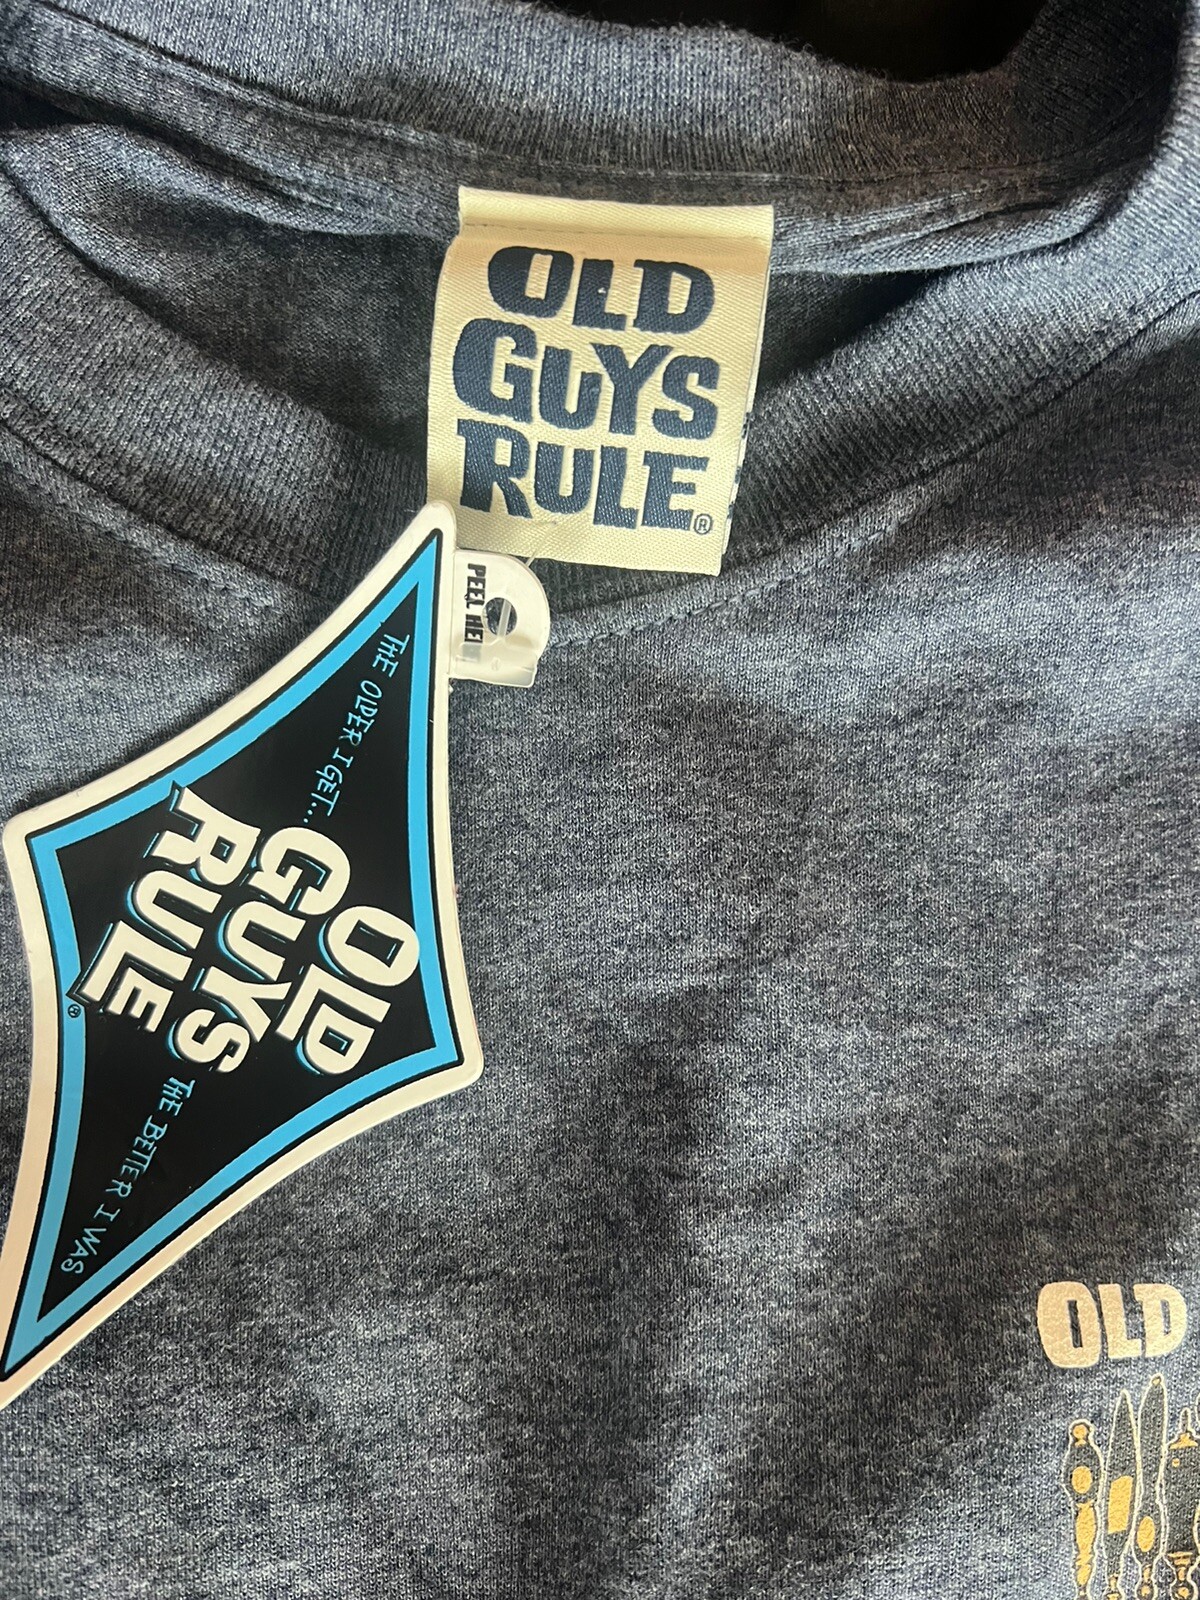 OLD
GUYS
RULE®
PEEL HE
THE OLDER I GET...
OLD
GUYS
RULE®
THE BETTER I WAS
OLD